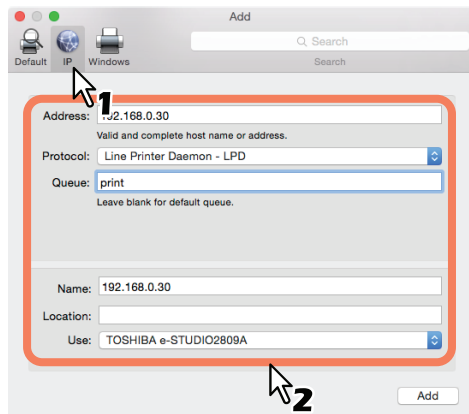 Add
Search
Default IP Windows Search
1
Address: 192.168.0.30
Valid and complete host name or address.
Protocol: Line Printer Daemon - LPD
Queue: print
Leave blank for default queue.
Name: 192.168.0.30
Location:
Use: TOSHIBA e-STUDIO2809A
2
Add